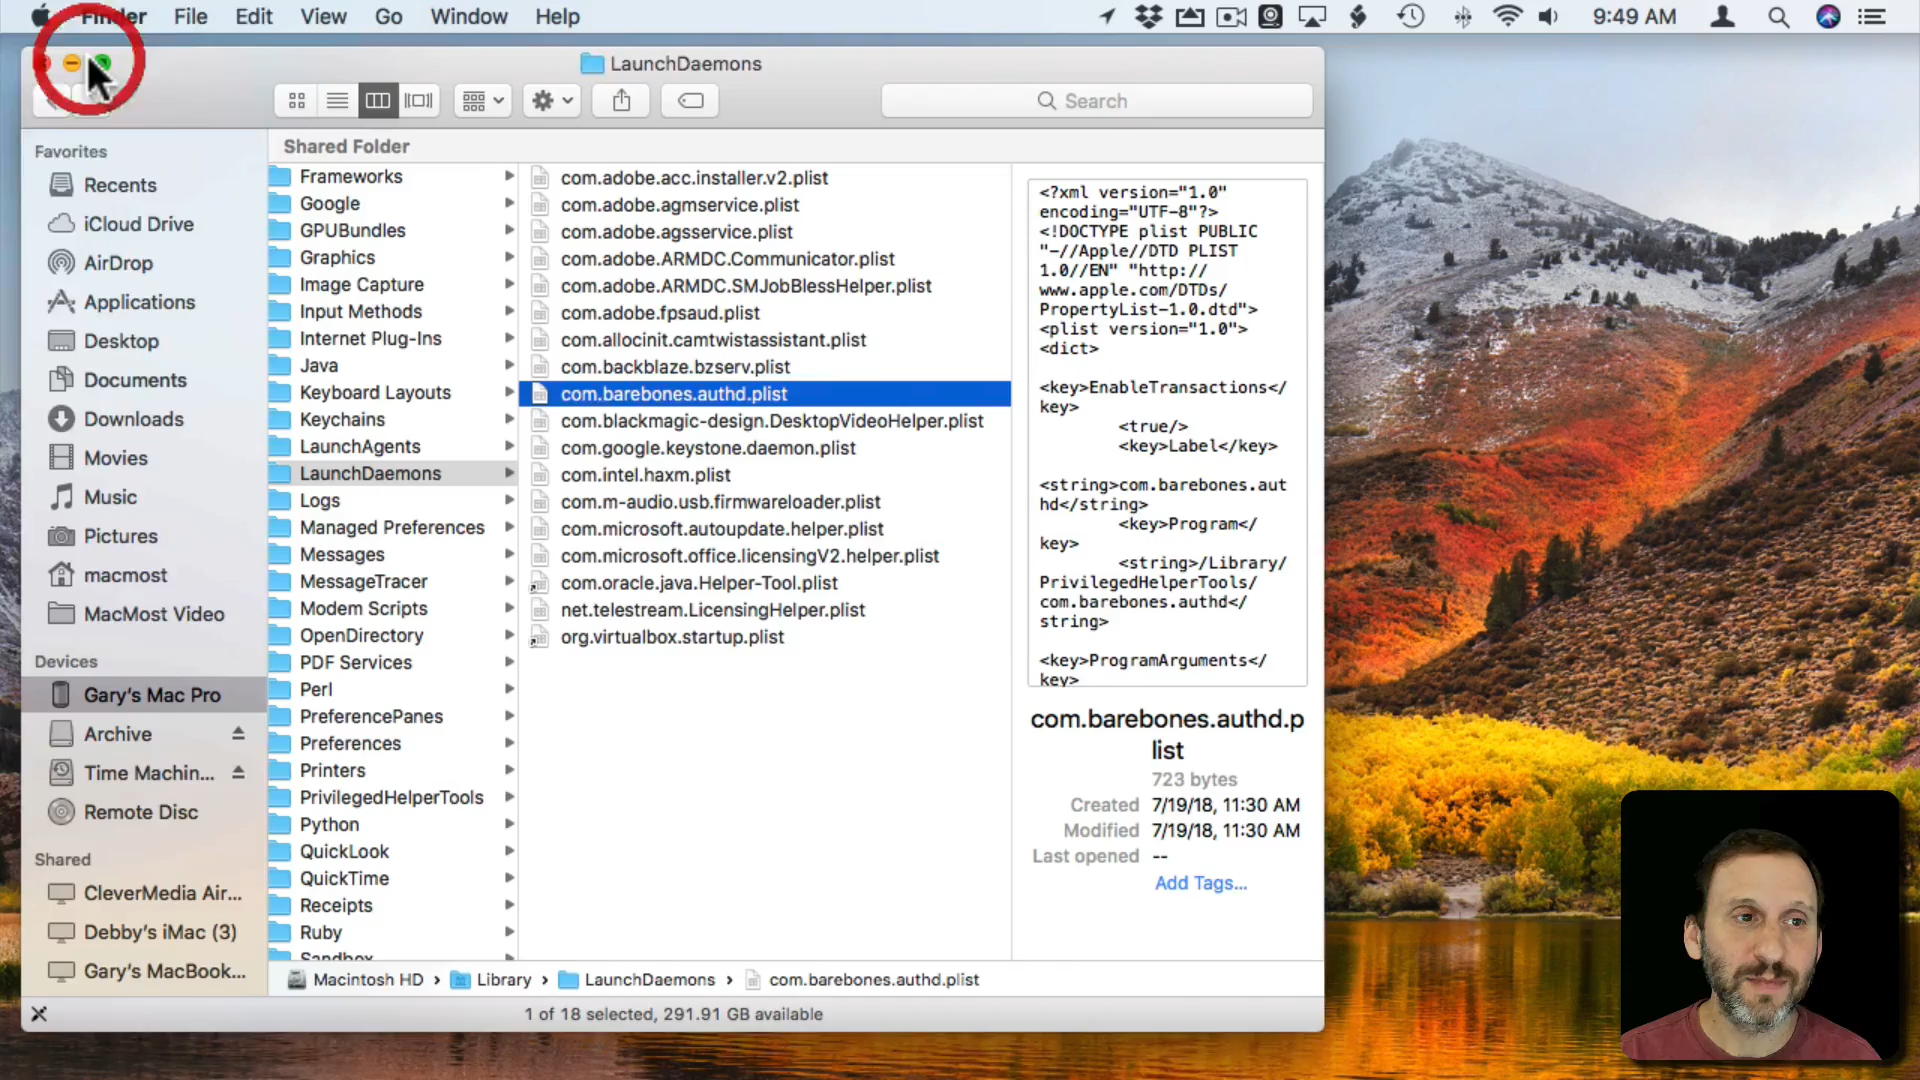 Finder File Edit View Go Window Help 9:49 AM
LaunchDaemons
Search
Favorites
Recents
iCloud Drive
AirDrop
Applications
Desktop
Documents
Downloads
Movies
Music
Pictures
macmost
MacMost Video
Devices
Gary's Mac Pro
Archive
Time Machin...
Remote Disc
Shared
CleverMedia Air...
Debby's iMac (3)
Gary's MacBook...
Shared Folder
Frameworks
Google
GPUBundles
Graphics
Image Capture
Input Methods
Internet Plug-Ins
Java
Keyboard Layouts
Keychains
LaunchAgents
LaunchDaemons
Logs
Managed Preferences
Messages
MessageTracer
Modem Scripts
OpenDirectory
PDF Services
Perl
PreferencePanes
Preferences
Printers
PrivilegedHelperTools
Python
QuickLook
QuickTime
Receipts
Ruby
Sandbox
com.adobe.acc.installer.v2.plist
com.adobe.agmservice.plist
com.adobe.agsservice.plist
com.adobe.ARMDC.Communicator.plist
com.adobe.ARMDC.SMJobBlessHelper.plist
com.adobe.fpsaud.plist
com.allocinit.camtwistassistant.plist
com.backblaze.bzserv.plist
com.barebones.authd.plist
com.blackmagic-design.DesktopVideoHelper.plist
com.google.keystone.daemon.plist
com.intel.haxm.plist
com.m-audio.usb.firmwareloader.plist
com.microsoft.autoupdate.helper.plist
com.microsoft.office.licensingV2.helper.plist
com.oracle.java.Helper-Tool.plist
net.telestream.LicensingHelper.plist
org.virtualbox.startup.plist
<?xml version="1.0"
encoding="UTF-8"?>
<!DOCTYPE plist PUBLIC
"-//Apple//DTD PLIST
1.0//EN" "http://
www.apple.com/DTDs/
PropertyList-1.0.dtd">
<plist version="1.0">
<dict>
<key>EnableTransactions</
key>
<true/>
<key>Label</key>
<string>com.barebones.aut
hd</string>
<key>Program</
key>
<string>/Library/
PrivilegedHelperTools/
com.barebones.authd</
string>
<key>ProgramArguments</
key>
com.barebones.authd.p
list
723 bytes
Created 7/19/18, 11:30 AM
Modified 7/19/18, 11:30 AM
Last opened --
Add Tags...
Macintosh HD › Library › LaunchDaemons › com.barebones.authd.plist
1 of 18 selected, 291.91 GB available